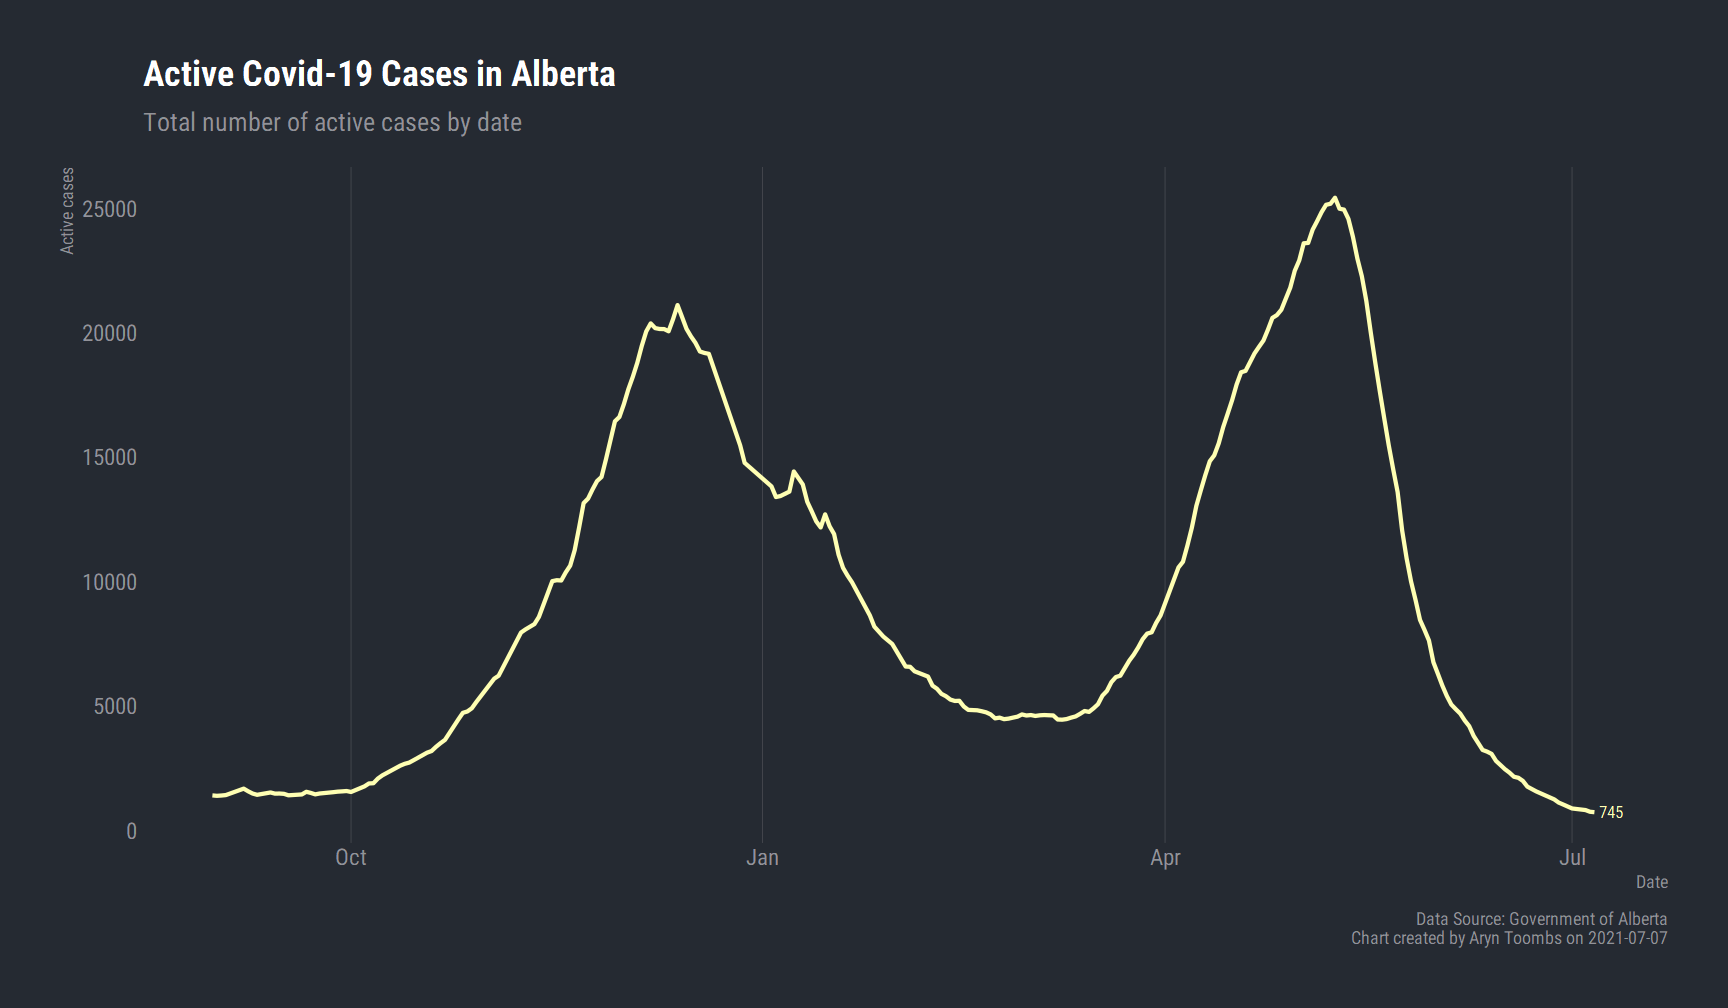 Active Covid-19 Cases in Alberta
Total number of active cases by date
Active cases
25000
20000
15000
10000
5000
0
745
Oct
Jan
Apr
Jul
Date
Data Source: Government of Alberta
Chart created by Aryn Toombs on 2021-07-07